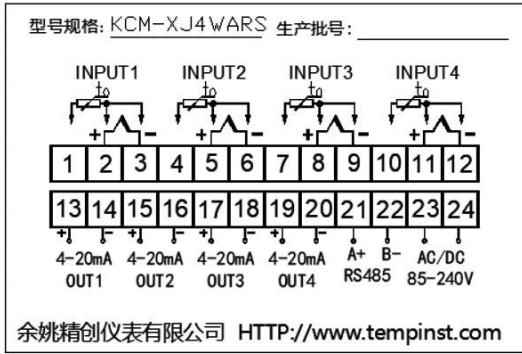 型号规格: KCM-XJ4WARS 生产批号:
INPUT1 INPUT2 INPUT3 INPUT4
t0 t0 t0 t0
+ - + - + - + -
1 2 3 4 5 6 7 8 9 10 11 12
13 14 15 16 17 18 19 20 21 22 23 24
+ - + - + - + - A+ B- AC/DC
4-20mA 4-20mA 4-20mA 4-20mA RS485 85-240V
OUT1 OUT2 OUT3 OUT4
余姚精创仪表有限公司 HTTP://www.tempinst.com